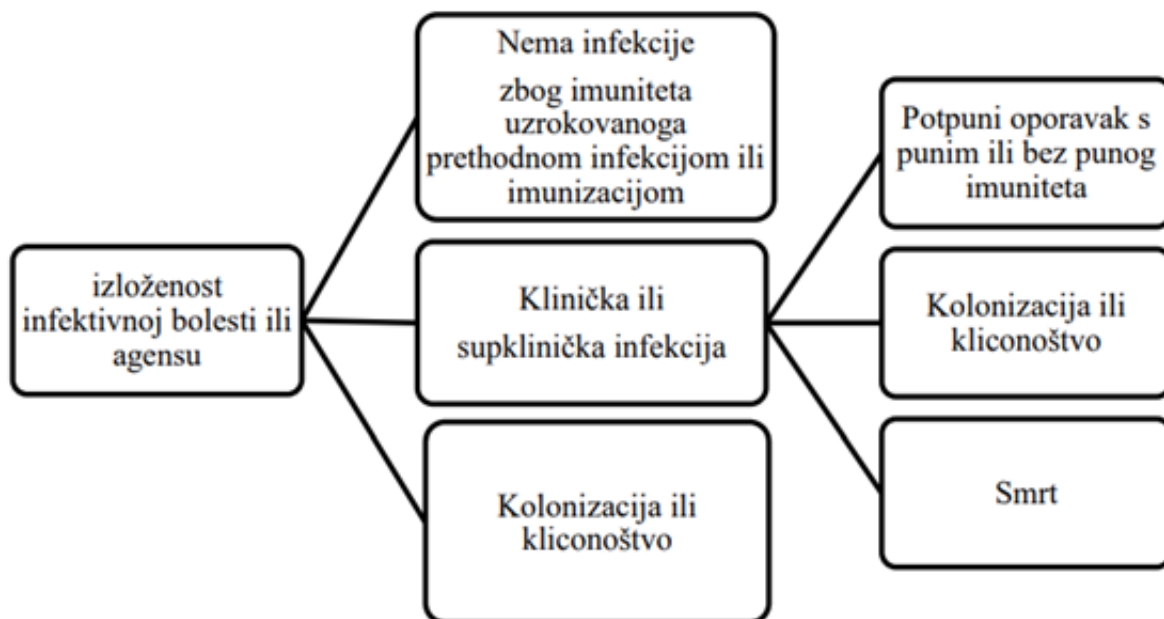 izloženost
infektivnoj bolesti ili
agensu
Nema infekcije
zbog imuniteta
uzrokovanoga
prethodnom infekcijom ili
imunizacijom
Klinička ili
supklinička infekcija
Kolonizacija ili
kliconoštvo
Potpuni oporavak s
punim ili bez punog
imuniteta
Kolonizacija ili
kliconoštvo
Smrt